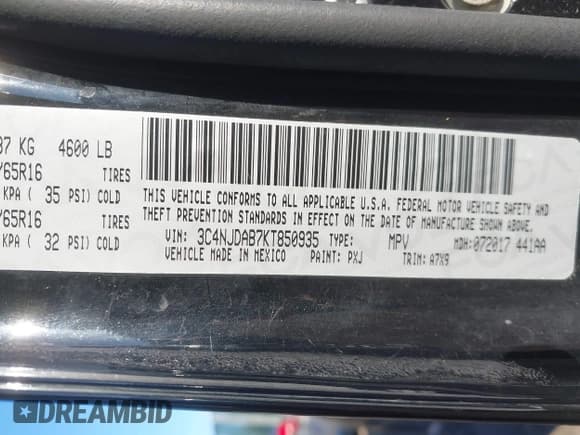 37 KG 4600 LB
/65R16 TIRES
KPA ( 35 PSI) COLD
/65R16 TIRES
KPA ( 32 PSI) COLD
THIS VEHICLE CONFORMS TO ALL APPLICABLE U.S.A. FEDERAL MOTOR VEHICLE SAFETY AND
THEFT PREVENTION STANDARDS IN EFFECT ON THE DATE OF MANUFACTURE SHOWN ABOVE.
VIN: 3C4NJDAB7KT850935 TYPE: MPV MDH: 072017 441AA
VEHICLE MADE IN MEXICO PAINT: PXJ TRIM: A7X9
DREAMBID